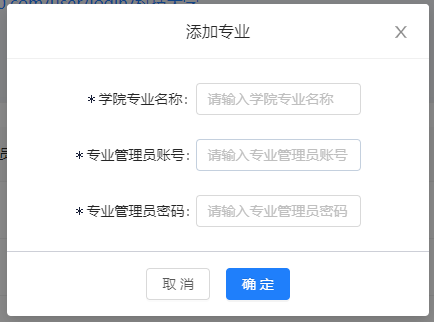 添加专业
X
* 学院专业名称: 请输入学院专业名称
* 专业管理员账号: 请输入专业管理员账号
* 专业管理员密码: 请输入专业管理员密码
取 消 确 定